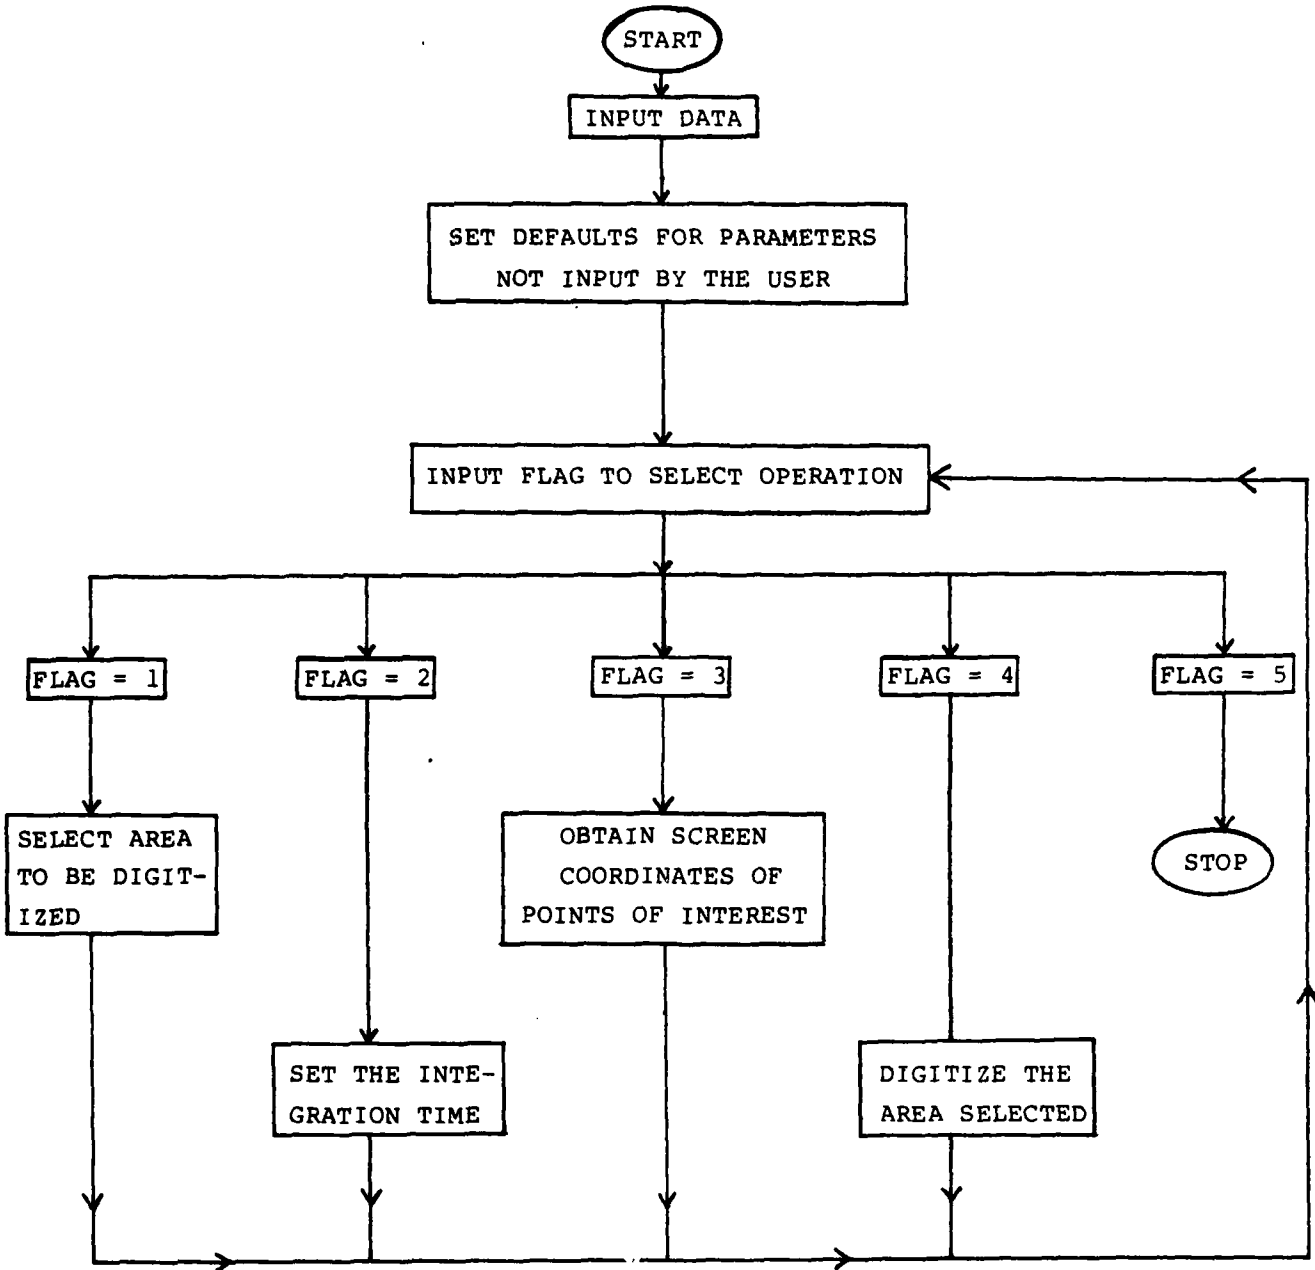 START
INPUT DATA
SET DEFAULTS FOR PARAMETERS
NOT INPUT BY THE USER
INPUT FLAG TO SELECT OPERATION
FLAG = 1
FLAG = 2
FLAG = 3
FLAG = 4
FLAG = 5
SELECT AREA
TO BE DIGIT-
IZED
OBTAIN SCREEN
COORDINATES OF
POINTS OF INTEREST
STOP
SET THE INTE-
GRATION TIME
DIGITIZE THE
AREA SELECTED